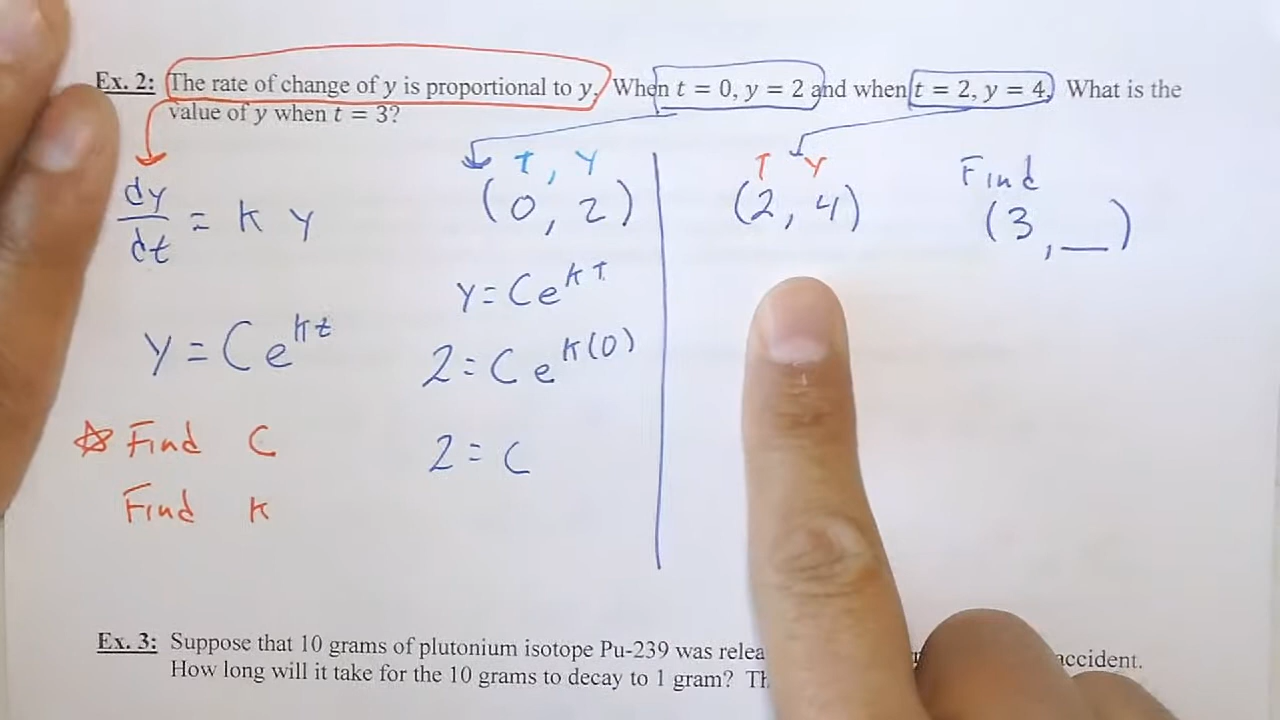 Ex. 2: The rate of change of y is proportional to y. When t = 0, y = 2 and when t = 2, y = 4. What is the
value of y when t = 3?
dy/dt = K Y
Y = Ce^kt
☆ Find C
Find K
T, Y
(0, 2)
Y = Ce^KT
2 = Ce^K(0)
2 = C
T Y
(2, 4)
Find
(3, __)
Ex. 3: Suppose that 10 grams of plutonium isotope Pu-239 was accident.
How long will it take for the 10 grams to decay to 1 gram?